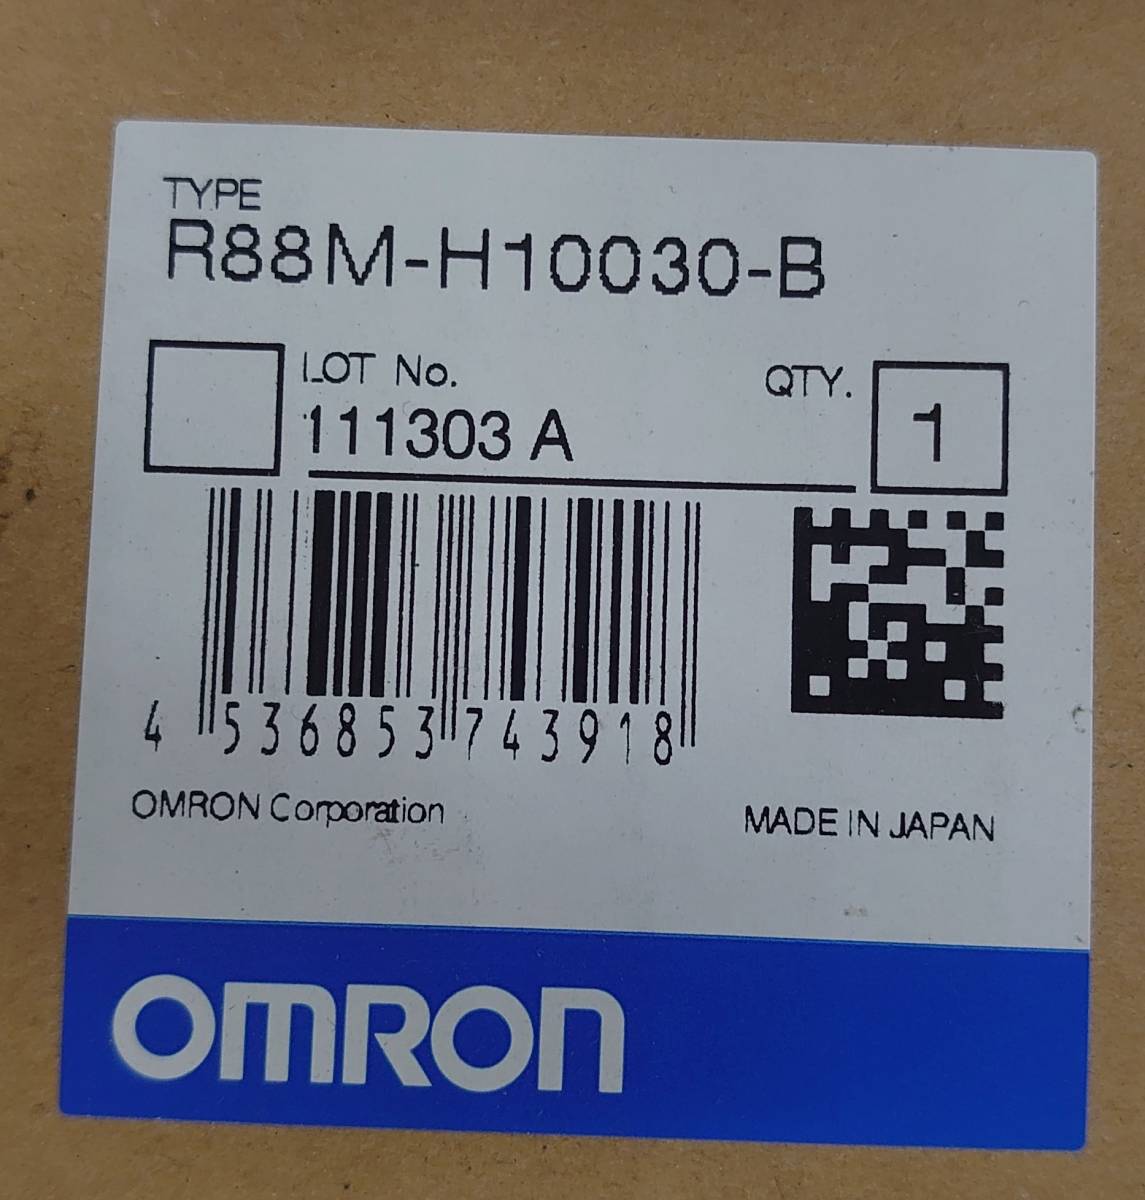 TYPE
R88M-H10030-B
LOT No.
QTY.
111303 A
1
4 536853 743918
OMRON Corporation
MADE IN JAPAN
OMRON